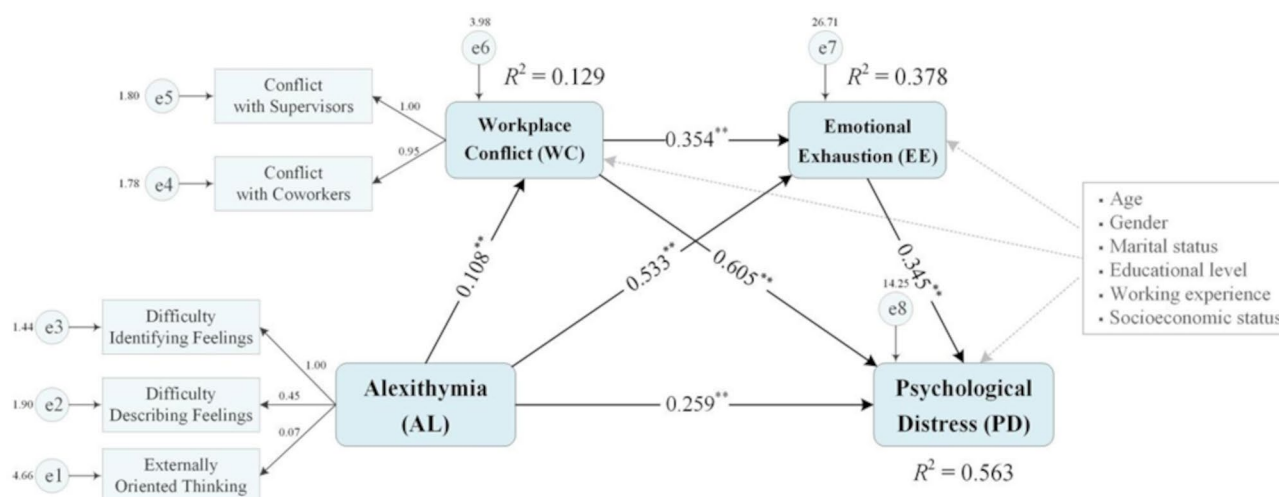 3.98
e6
R² = 0.129
26.71
e7
R² = 0.378
1.80
e5
Conflict
with Supervisors
1.00
Workplace
Conflict (WC)
0.354**
Emotional
Exhaustion (EE)
1.78
e4
Conflict
with Coworkers
0.95
▪ Age
▪ Gender
▪ Marital status
▪ Educational level
▪ Working experience
▪ Socioeconomic status
0.108**
0.533**
0.605**
0.345**
14.25
e8
1.44
e3
Difficulty
Identifying Feelings
1.00
1.90
e2
Difficulty
Describing Feelings
0.45
4.66
e1
Externally
Oriented Thinking
0.07
Alexithymia
(AL)
0.259**
Psychological
Distress (PD)
R² = 0.563